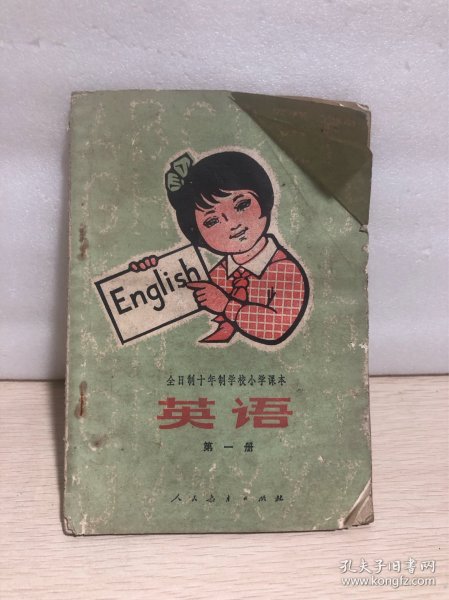 English
全日制十年制学校小学课本
英语
第一册
人民教育出版社
孔夫子旧书网
www.kongfz.com